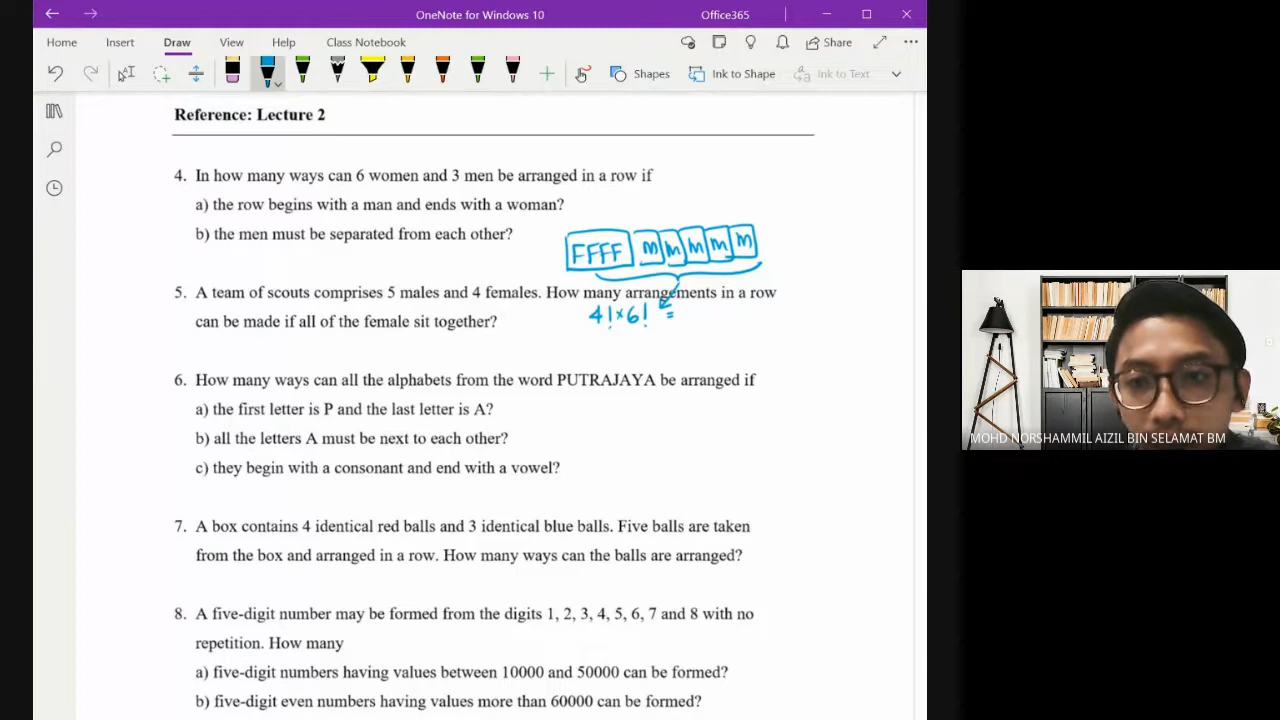 OneNote for Windows 10
Office365
Home Insert Draw View Help Class Notebook Share
Shapes Ink to Shape Ink to Text
Reference: Lecture 2
4. In how many ways can 6 women and 3 men be arranged in a row if
a) the row begins with a man and ends with a woman?
b) the men must be separated from each other?
FFFF m m m m m
5. A team of scouts comprises 5 males and 4 females. How many arrangements in a row
can be made if all of the female sit together?
4! × 6! =
6. How many ways can all the alphabets from the word PUTRAJAYA be arranged if
a) the first letter is P and the last letter is A?
b) all the letters A must be next to each other?
c) they begin with a consonant and end with a vowel?
7. A box contains 4 identical red balls and 3 identical blue balls. Five balls are taken
from the box and arranged in a row. How many ways can the balls are arranged?
8. A five-digit number may be formed from the digits 1, 2, 3, 4, 5, 6, 7 and 8 with no
repetition. How many
a) five-digit numbers having values between 10000 and 50000 can be formed?
b) five-digit even numbers having values more than 60000 can be formed?
MOHD NORSHAMMIL AIZIL BIN SELAMAT BM